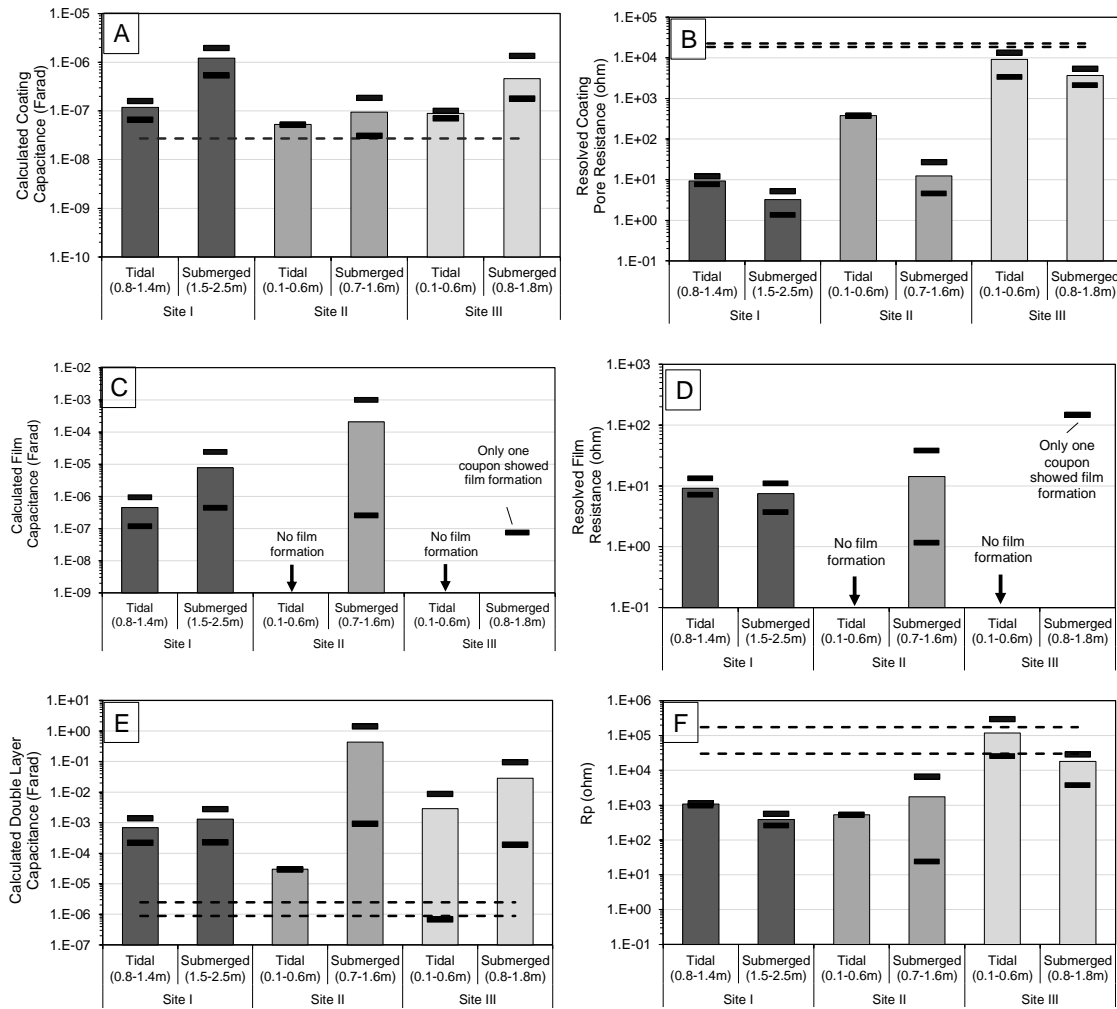 A
Calculated Coating
Capacitance (Farad)
1.E-05
1.E-06
1.E-07
1.E-08
1.E-09
1.E-10
Tidal Submerged Tidal Submerged Tidal Submerged
(0.8-1.4m) (1.5-2.5m) (0.1-0.6m) (0.7-1.6m) (0.1-0.6m) (0.8-1.8m)
Site I Site II Site III
B
Resolved Coating
Pore Resistance (ohm)
1.E+05
1.E+04
1.E+03
1.E+02
1.E+01
1.E+00
1.E-01
Tidal Submerged Tidal Submerged Tidal Submerged
(0.8-1.4m) (1.5-2.5m) (0.1-0.6m) (0.7-1.6m) (0.1-0.6m) (0.8-1.8m)
Site I Site II Site III
C
Calculated Film
Capacitance (Farad)
1.E-02
1.E-03
1.E-04
1.E-05
1.E-06
1.E-07
1.E-08
1.E-09
No film
formation
No film
formation
Only one
coupon showed
film formation
Tidal Submerged Tidal Submerged Tidal Submerged
(0.8-1.4m) (1.5-2.5m) (0.1-0.6m) (0.7-1.6m) (0.1-0.6m) (0.8-1.8m)
Site I Site II Site III
D
Resolved Film
Resistance (ohm)
1.E+02
1.E+01
1.E+00
1.E-01
No film
formation
No film
formation
Only one
coupon
showed film
formation
Tidal Submerged Tidal Submerged Tidal Submerged
(0.8-1.4m) (1.5-2.5m) (0.1-0.6m) (0.7-1.6m) (0.1-0.6m) (0.8-1.8m)
Site I Site II Site III
E
Calculated Double Layer
Capacitance (Farad)
1.E+01
1.E+00
1.E-01
1.E-02
1.E-03
1.E-04
1.E-05
1.E-06
1.E-07
Tidal Submerged Tidal Submerged Tidal Submerged
(0.8-1.4m) (1.5-2.5m) (0.1-0.6m) (0.7-1.6m) (0.1-0.6m) (0.8-1.8m)
Site I Site II Site III
F
Rp (ohm)
1.E+06
1.E+05
1.E+04
1.E+03
1.E+02
1.E+01
1.E+00
1.E-01
Tidal Submerged Tidal Submerged Tidal Submerged
(0.8-1.4m) (1.5-2.5m) (0.1-0.6m) (0.7-1.6m) (0.1-0.6m) (0.8-1.8m)
Site I Site II Site III